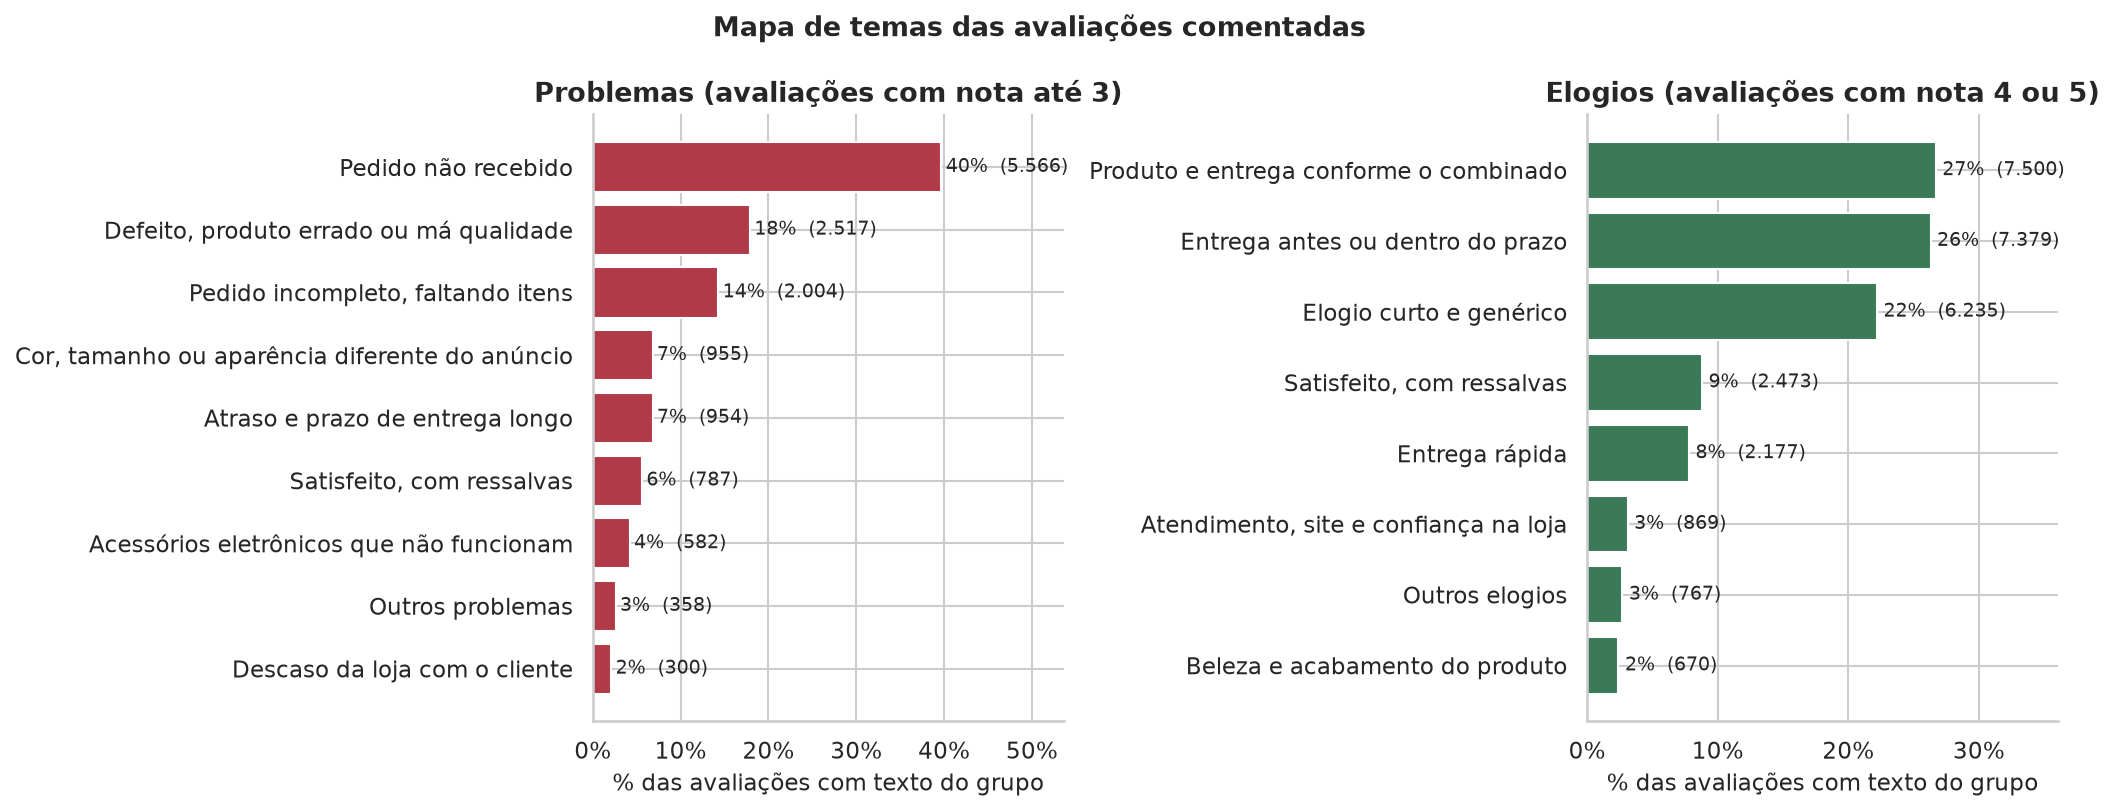 Mapa de temas das avaliações comentadas
Problemas (avaliações com nota até 3)
Pedido não recebido 40% (5.566)
Defeito, produto errado ou má qualidade 18% (2.517)
Pedido incompleto, faltando itens 14% (2.004)
Cor, tamanho ou aparência diferente do anúncio 7% (955)
Atraso e prazo de entrega longo 7% (954)
Satisfeito, com ressalvas 6% (787)
Acessórios eletrônicos que não funcionam 4% (582)
Outros problemas 3% (358)
Descaso da loja com o cliente 2% (300)
0% 10% 20% 30% 40% 50%
% das avaliações com texto do grupo
Elogios (avaliações com nota 4 ou 5)
Produto e entrega conforme o combinado 27% (7.500)
Entrega antes ou dentro do prazo 26% (7.379)
Elogio curto e genérico 22% (6.235)
Satisfeito, com ressalvas 9% (2.473)
Entrega rápida 8% (2.177)
Atendimento, site e confiança na loja 3% (869)
Outros elogios 3% (767)
Beleza e acabamento do produto 2% (670)
0% 10% 20% 30%
% das avaliações com texto do grupo